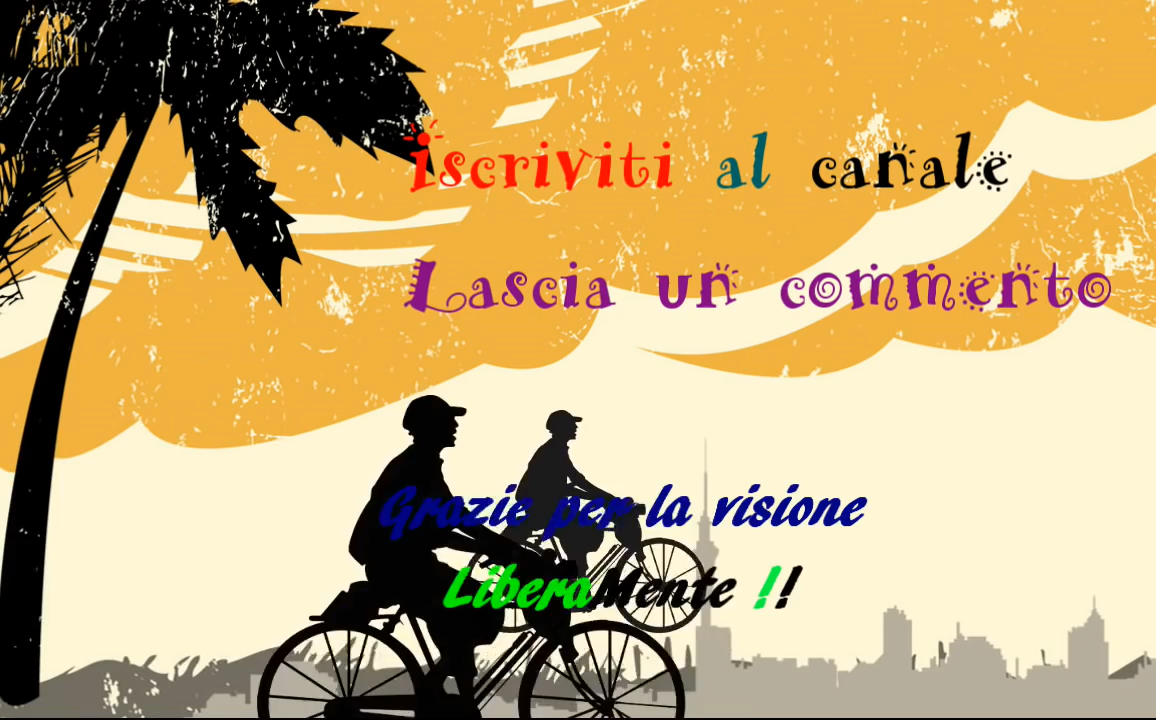 iscriviti al canale
Lascia un commento
Grazie per la visione
LiberaMente !!